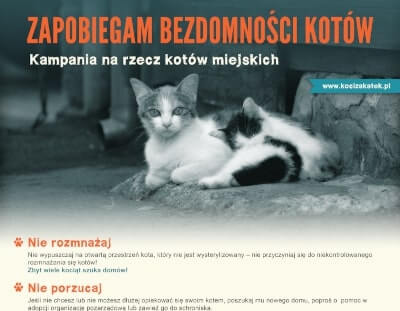 ZAPOBIEGAM BEZDOMNOŚCI KOTÓW
Kampania na rzecz kotów miejskich
www.kocizakatek.pl
Nie rozmnażaj
Nie wypuszczaj na otwartą przestrzeń kota, który nie jest wysterylizowany – nie przyczyniaj się do niekontrolowanego
rozmnażania się kotów!
Zbyt wiele kociąt szuka domów!
Nie porzucaj
Jeśli nie chcesz lub nie możesz dłużej opiekować się swoim kotem, poszukaj mu nowego domu, poproś o pomoc w
adopcji organizacje pozarządową lub zawieź go do schroniska.